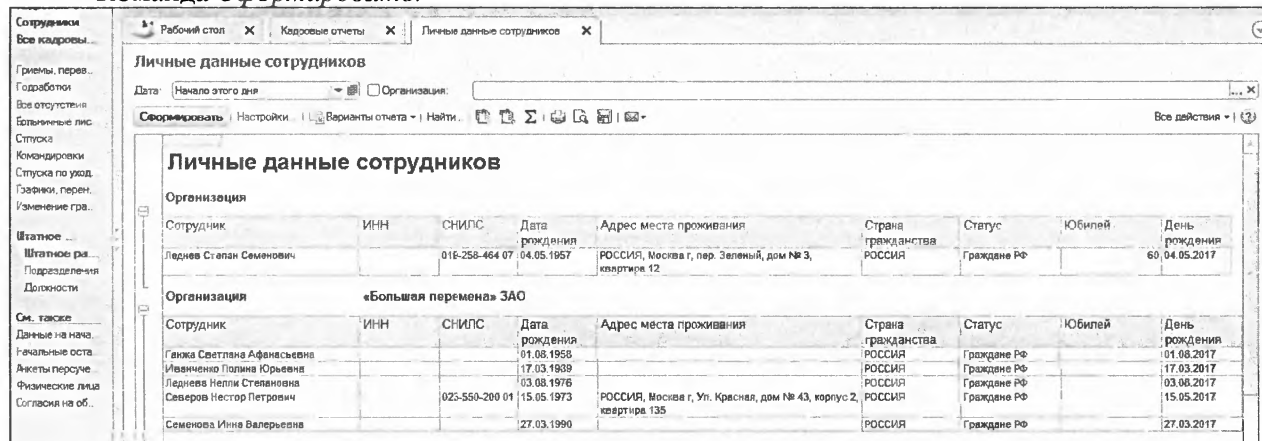 Команда Сформировать.
Сотрудники
Все кадровы...
Приемы, перев..
Подработки
Все отсутствия
Больничные лис
Отпуска
Командировки
Отпуска по уход.
Графики, перен..
Изменение гра..
Штатное ...
Штатное ра...
Подразделения
Должности
См. также
Данные на нача..
Начальные оста..
Анкеты персуче...
Физические лица
Согласия на об..
Рабочий стол × Кадровые отчеты × Личные данные сотрудников ×
Личные данные сотрудников
Дата: Начало этого дня Организация: ... ×
Сформировать Настройки... Варианты отчета Найти... Σ Все действия ?
Личные данные сотрудников
Организация
Сотрудник ИНН СНИЛС Дата рождения Адрес места проживания Страна гражданства Статус Юбилей День рождения
Леднев Степан Семенович 018-258-464 07 04.05.1957 РОССИЯ, Москва г, пер. Зеленый, дом № 3, квартира 12 РОССИЯ Граждане РФ 60 04.05.2017
Организация «Большая перемена» ЗАО
Сотрудник ИНН СНИЛС Дата рождения Адрес места проживания Страна гражданства Статус Юбилей День рождения
Ганжа Светлана Афанасьевна 01.08.1958 РОССИЯ Граждане РФ 01.08.2017
Иванченко Полина Юрьевна 17.03.1939 РОССИЯ Граждане РФ 17.03.2017
Леднева Нелли Степановна 03.08.1976 РОССИЯ Граждане РФ 03.08.2017
Северов Нестор Петрович 023-550-200 01 15.05.1973 РОССИЯ, Москва г, Ул. Красная, дом № 43, корпус 2, квартира 135 РОССИЯ Граждане РФ 15.05.2017
Семенова Инна Валерьевна 27.03.1990 РОССИЯ Граждане РФ 27.03.2017